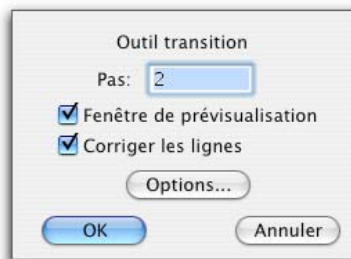 Outil transition
Pas: 2
Fenêtre de prévisualisation
Corriger les lignes
Options...
OK Annuler